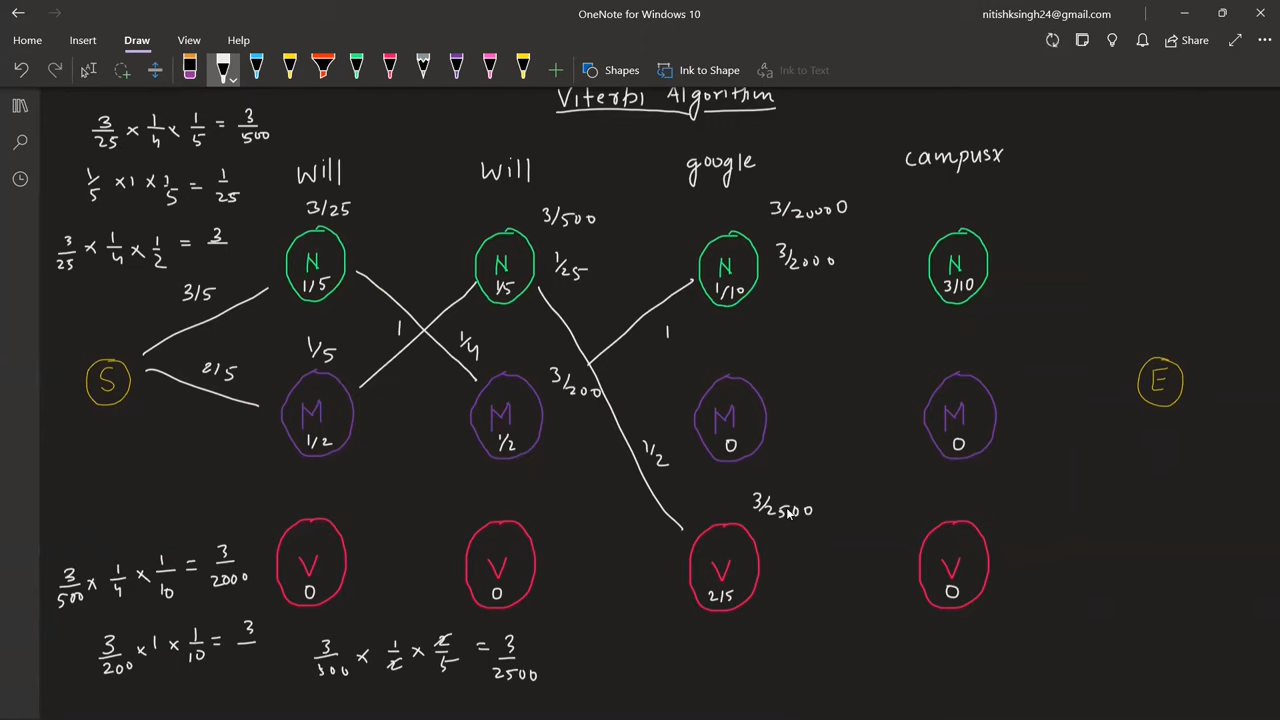 OneNote for Windows 10
nitishksingh24@gmail.com
Home Insert Draw View Help
Share
Shapes Ink to Shape Ink to Text
Viterbi Algorithm
3/25 × 1/4 × 1/5 = 3/500
1/5 × 1 × 1/5 = 1/25
3/25 × 1/4 × 1/2 = 3
will will google campusx
3/25 3/500 3/20000
1/25 3/2000
N N N N
1/5 1/5 1/10 3/10
3/5
1 1/4 1
1/5 3/200
2/5
S E
M M M M
1/2 1/2 0 0
1/2
3/2500
V V V V
0 0 2/5 0
3/500 × 1/4 × 1/10 = 3/2000
3/200 × 1 × 1/10 = 3
3/500 × 1/2 × 2/5 = 3/2500